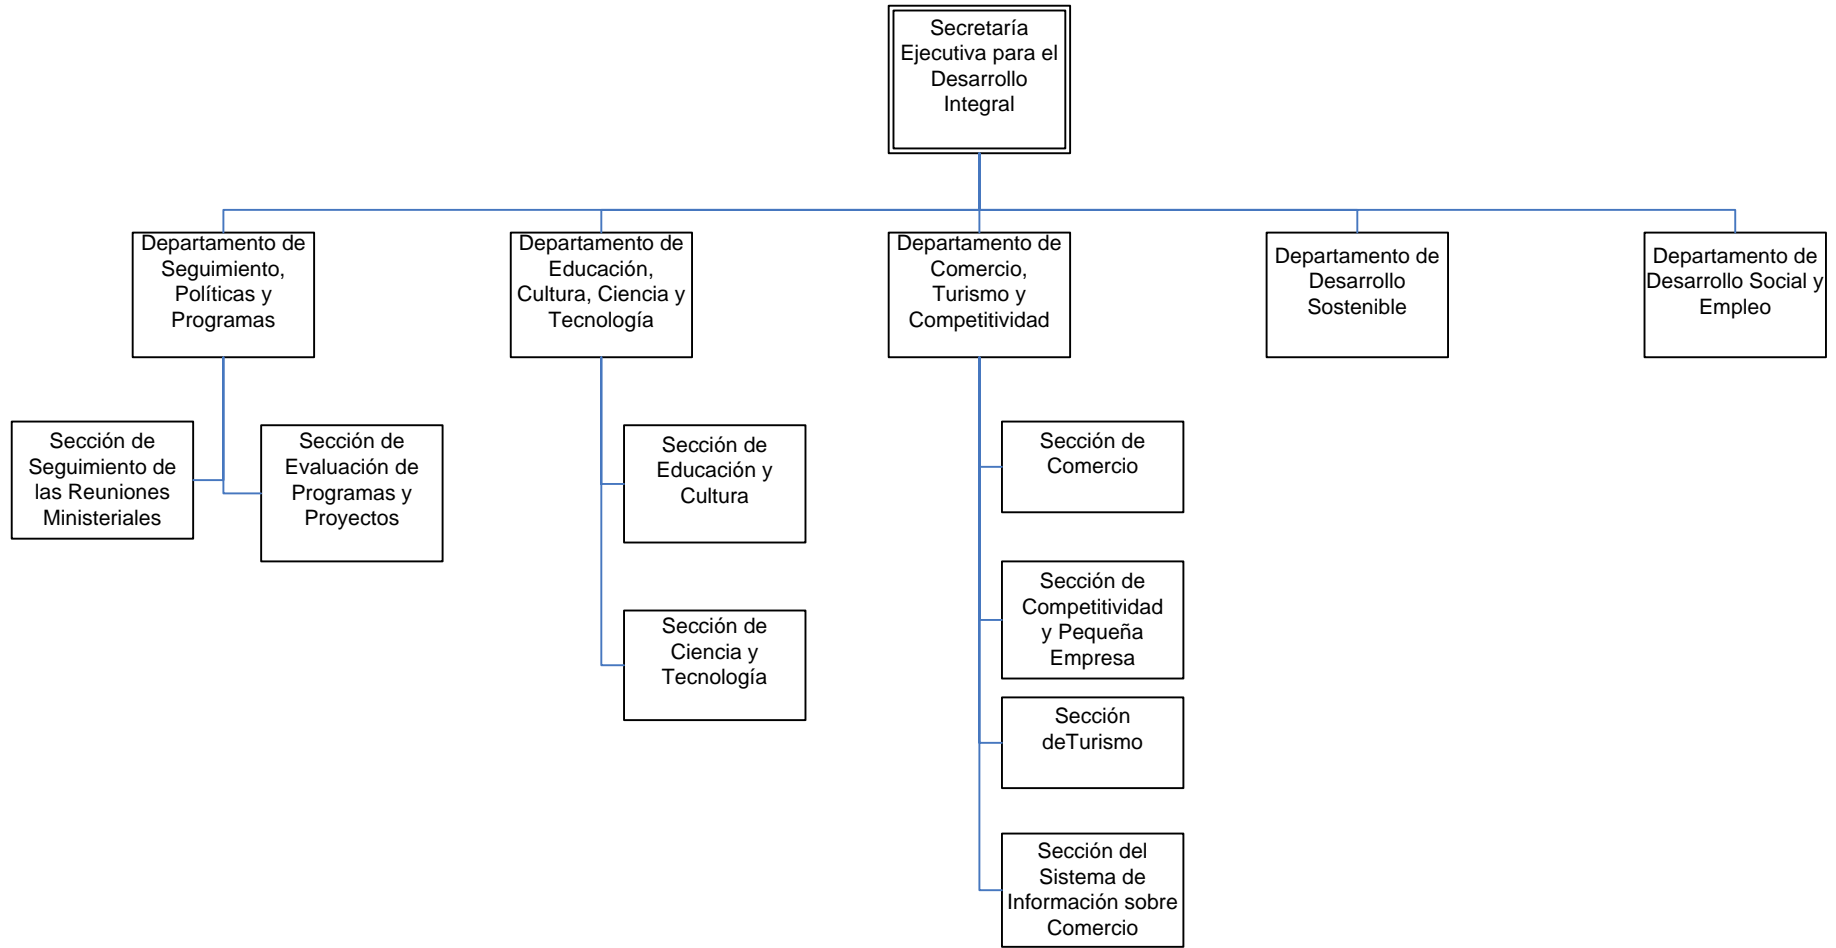 Secretaría
Ejecutiva para el
Desarrollo
Integral
Departamento de
Seguimiento,
Políticas y
Programas
Departamento de
Educación,
Cultura, Ciencia y
Tecnología
Departamento de
Comercio,
Turismo y
Competitividad
Departamento de
Desarrollo
Sostenible
Departamento de
Desarrollo Social y
Empleo
Sección de
Seguimiento de
las Reuniones
Ministeriales
Sección de
Evaluación de
Programas y
Proyectos
Sección de
Educación y
Cultura
Sección de
Ciencia y
Tecnología
Sección de
Comercio
Sección de
Competitividad
y Pequeña
Empresa
Sección
deTurismo
Sección del
Sistema de
Información sobre
Comercio